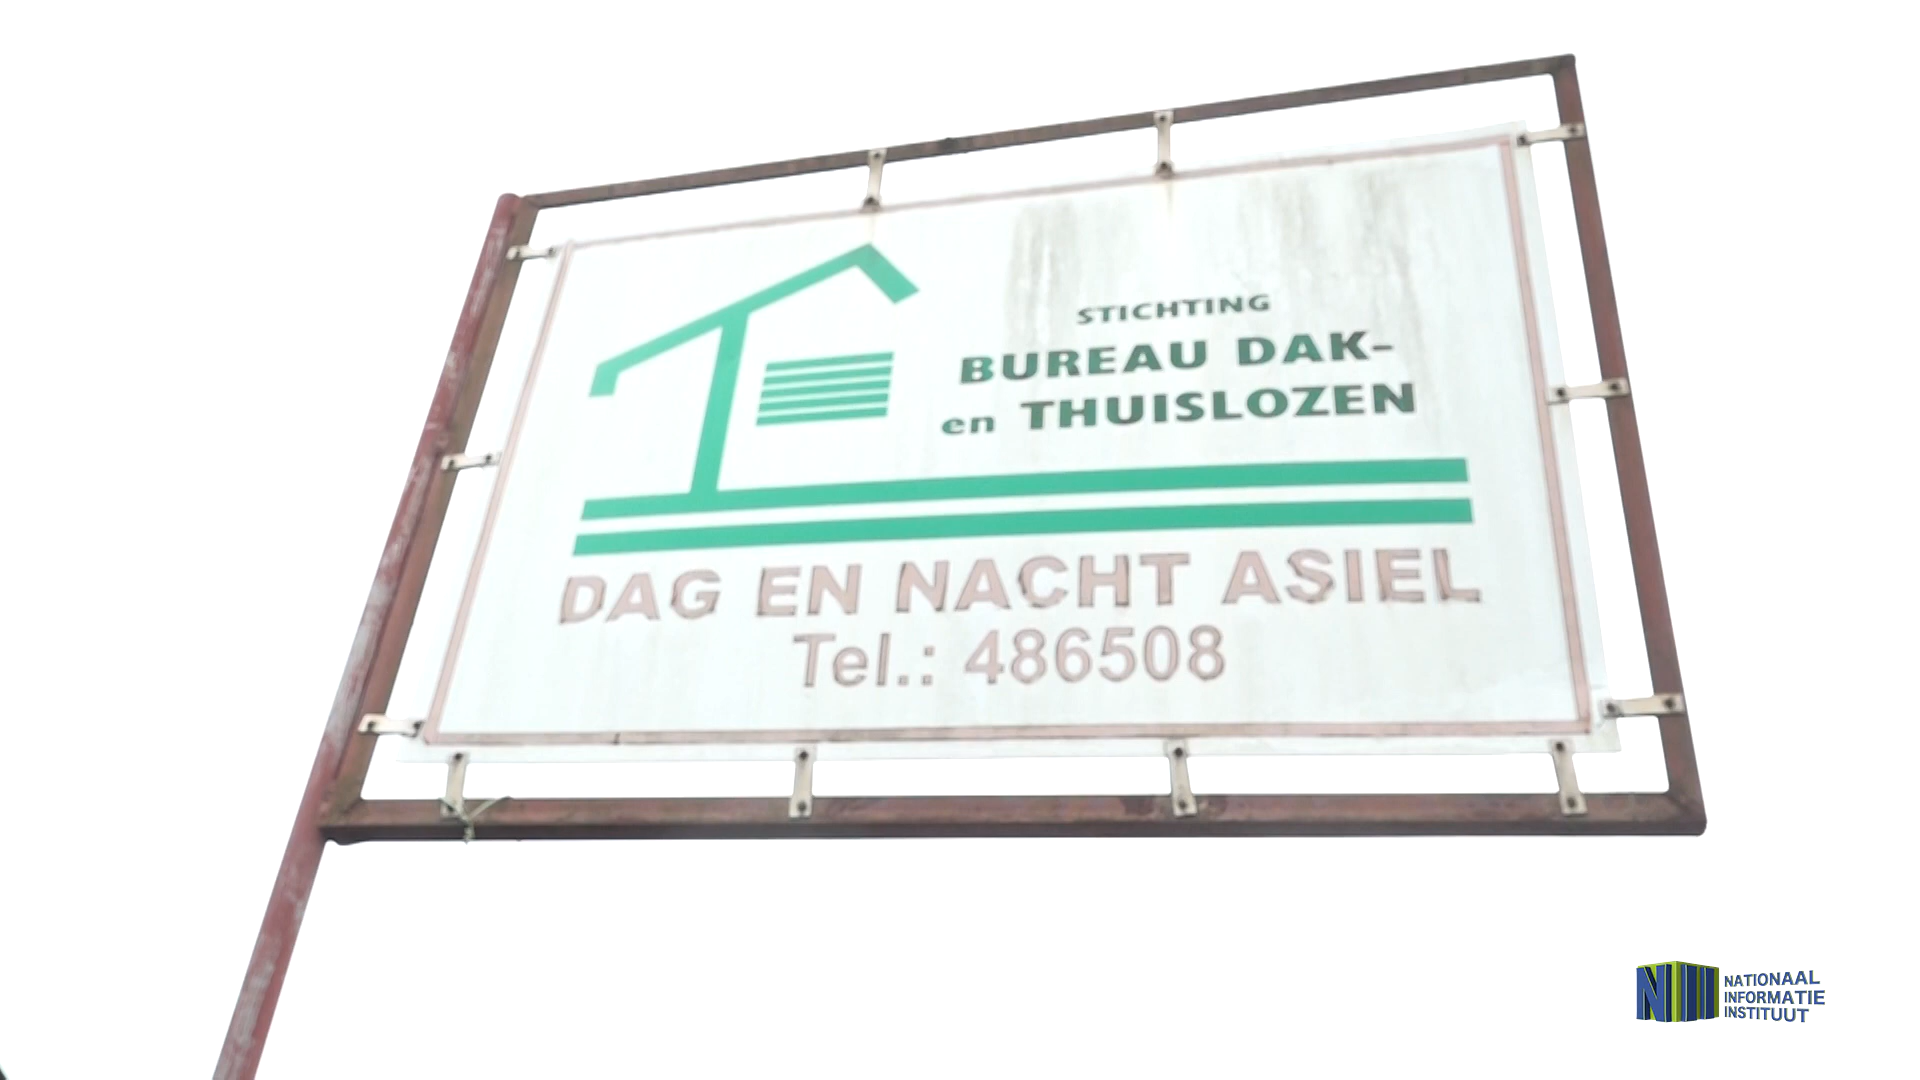 STICHTING
BUREAU DAK-
en THUISLOZEN
DAG EN NACHT ASIEL
Tel.: 486508
NATIONAAL
INFORMATIE
INSTITUUT